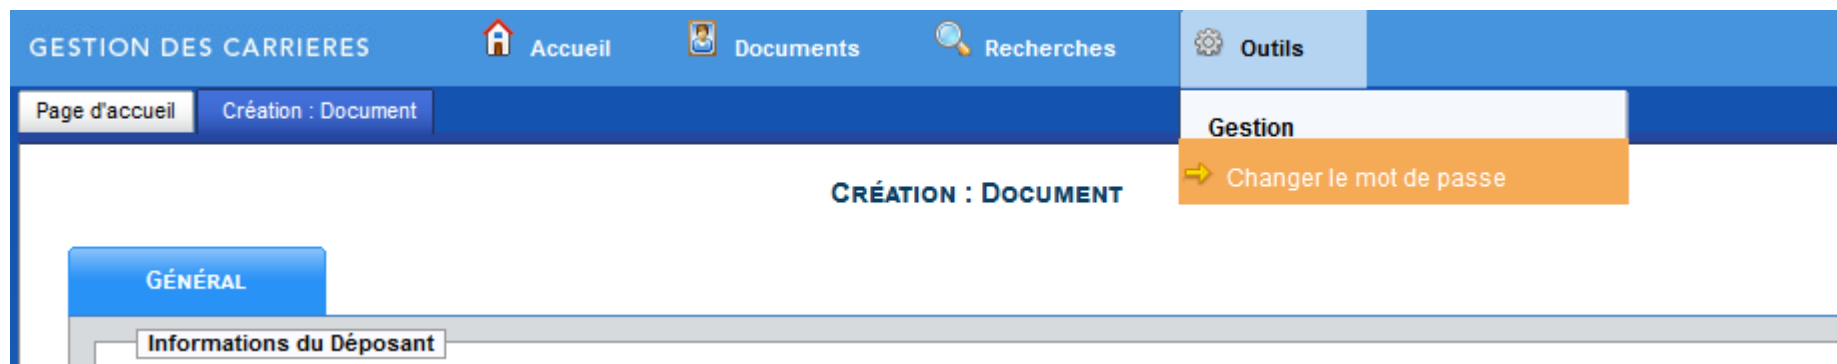 GESTION DES CARRIERES Accueil Documents Recherches Outils
Page d'accueil Création : Document
Gestion
Changer le mot de passe
CRÉATION : DOCUMENT
GÉNÉRAL
Informations du Déposant